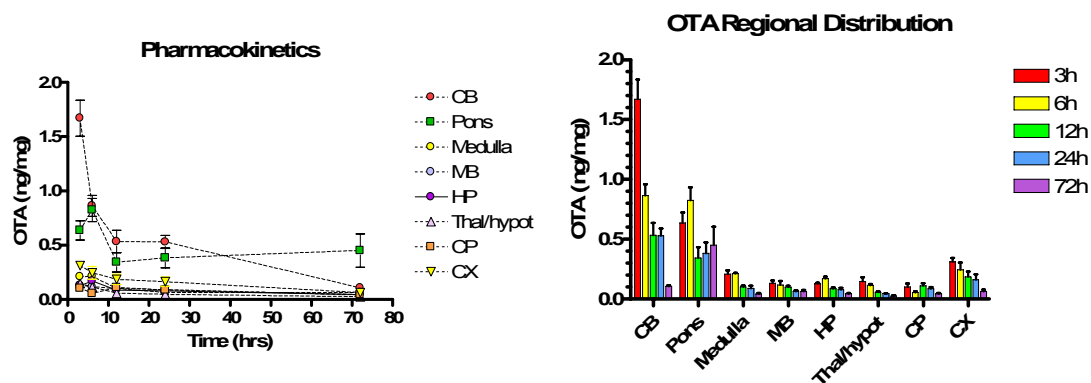 Pharmacokinetics
2.0
1.5
1.0
0.5
0.0
OTA (ng/mg)
0 10 20 30 40 50 60 70 80
Time (hrs)
CB
Pons
Medulla
MB
HP
Thal/hypot
CP
CX
OTA Regional Distribution
2.0
1.5
1.0
0.5
0.0
OTA (ng/mg)
CB
Pons
Medulla
MB
HP
Thal/hypot
CP
CX
3h
6h
12h
24h
72h